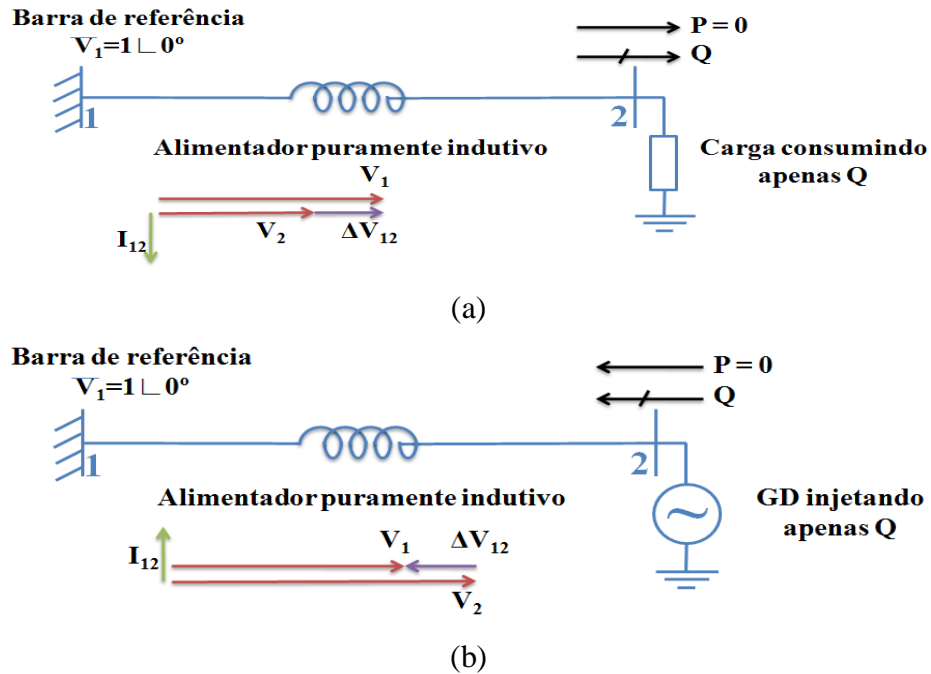 Barra de referência
V₁=1∟0º
P = 0
Q
1
2
Alimentador puramente indutivo
Carga consumindo
apenas Q
V₁
V₂
ΔV₁₂
I₁₂
(a)
Barra de referência
V₁=1∟0º
P = 0
Q
1
2
Alimentador puramente indutivo
GD injetando
apenas Q
V₁
ΔV₁₂
I₁₂
V₂
(b)